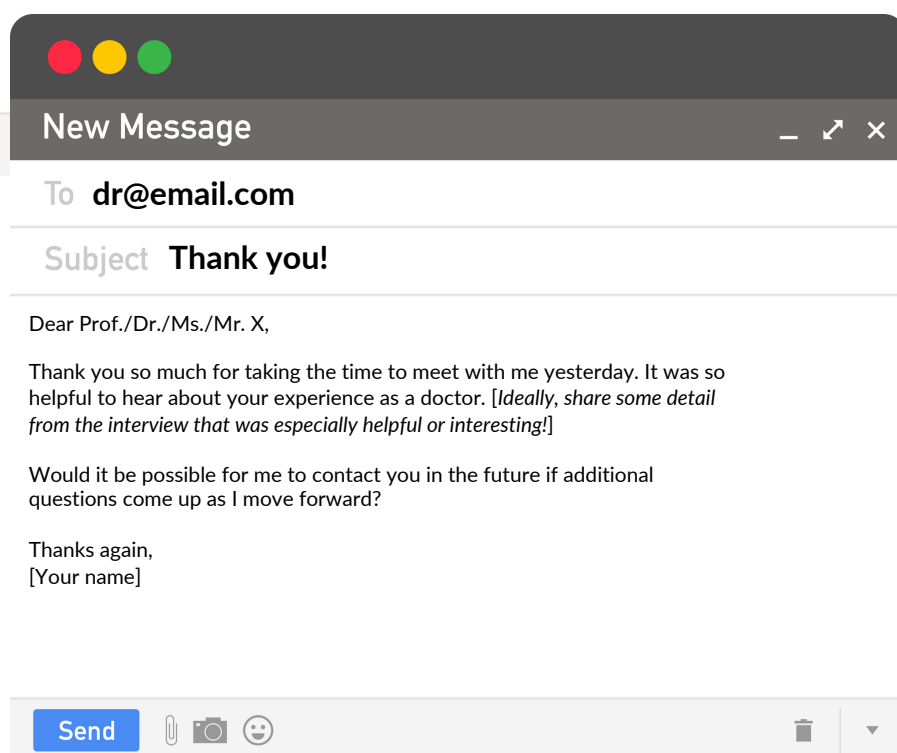 New Message
To dr@email.com
Subject Thank you!
Dear Prof./Dr./Ms./Mr. X,
Thank you so much for taking the time to meet with me yesterday. It was so
helpful to hear about your experience as a doctor. [Ideally, share some detail
from the interview that was especially helpful or interesting!]
Would it be possible for me to contact you in the future if additional
questions come up as I move forward?
Thanks again,
[Your name]
Send